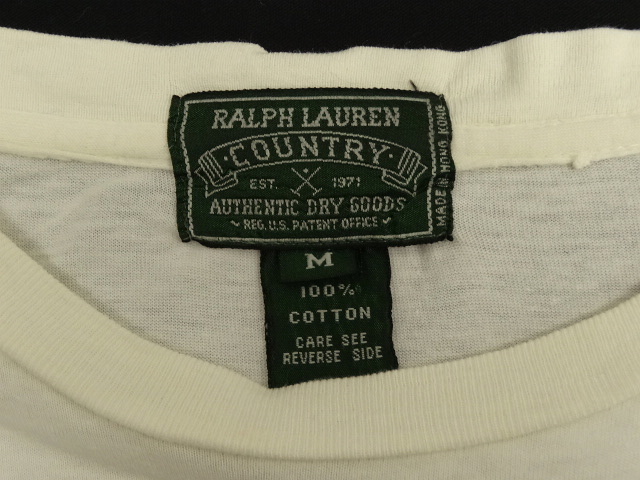 RALPH LAUREN
COUNTRY
EST. 1971
AUTHENTIC DRY GOODS
~ REG. U.S. PATENT OFFICE ~
MADE IN HONG KONG
M
100%
COTTON
CARE SEE
REVERSE SIDE